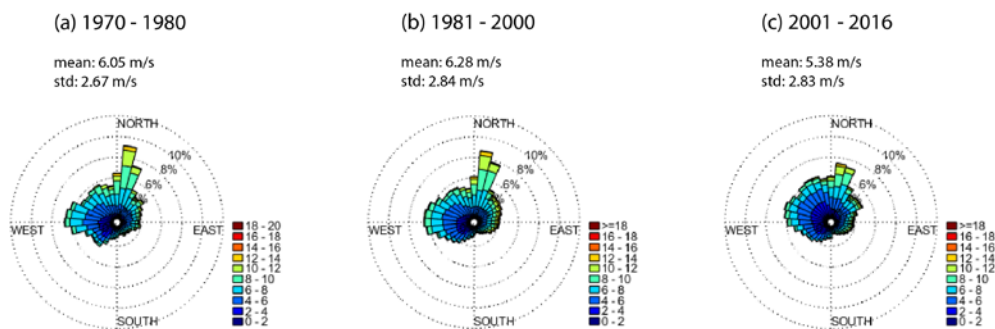 (a) 1970 - 1980
mean: 6.05 m/s
std: 2.67 m/s
NORTH
10%
8%
6%
WEST
EAST
SOUTH
18 - 20
16 - 18
14 - 16
12 - 14
10 - 12
8 - 10
6 - 8
4 - 6
2 - 4
0 - 2
(b) 1981 - 2000
mean: 6.28 m/s
std: 2.84 m/s
NORTH
10%
8%
6%
WEST
EAST
SOUTH
>=18
16 - 18
14 - 16
12 - 14
10 - 12
8 - 10
6 - 8
4 - 6
2 - 4
0 - 2
(c) 2001 - 2016
mean: 5.38 m/s
std: 2.83 m/s
NORTH
10%
8%
6%
WEST
EAST
SOUTH
>=18
16 - 18
14 - 16
12 - 14
10 - 12
8 - 10
6 - 8
4 - 6
2 - 4
0 - 2